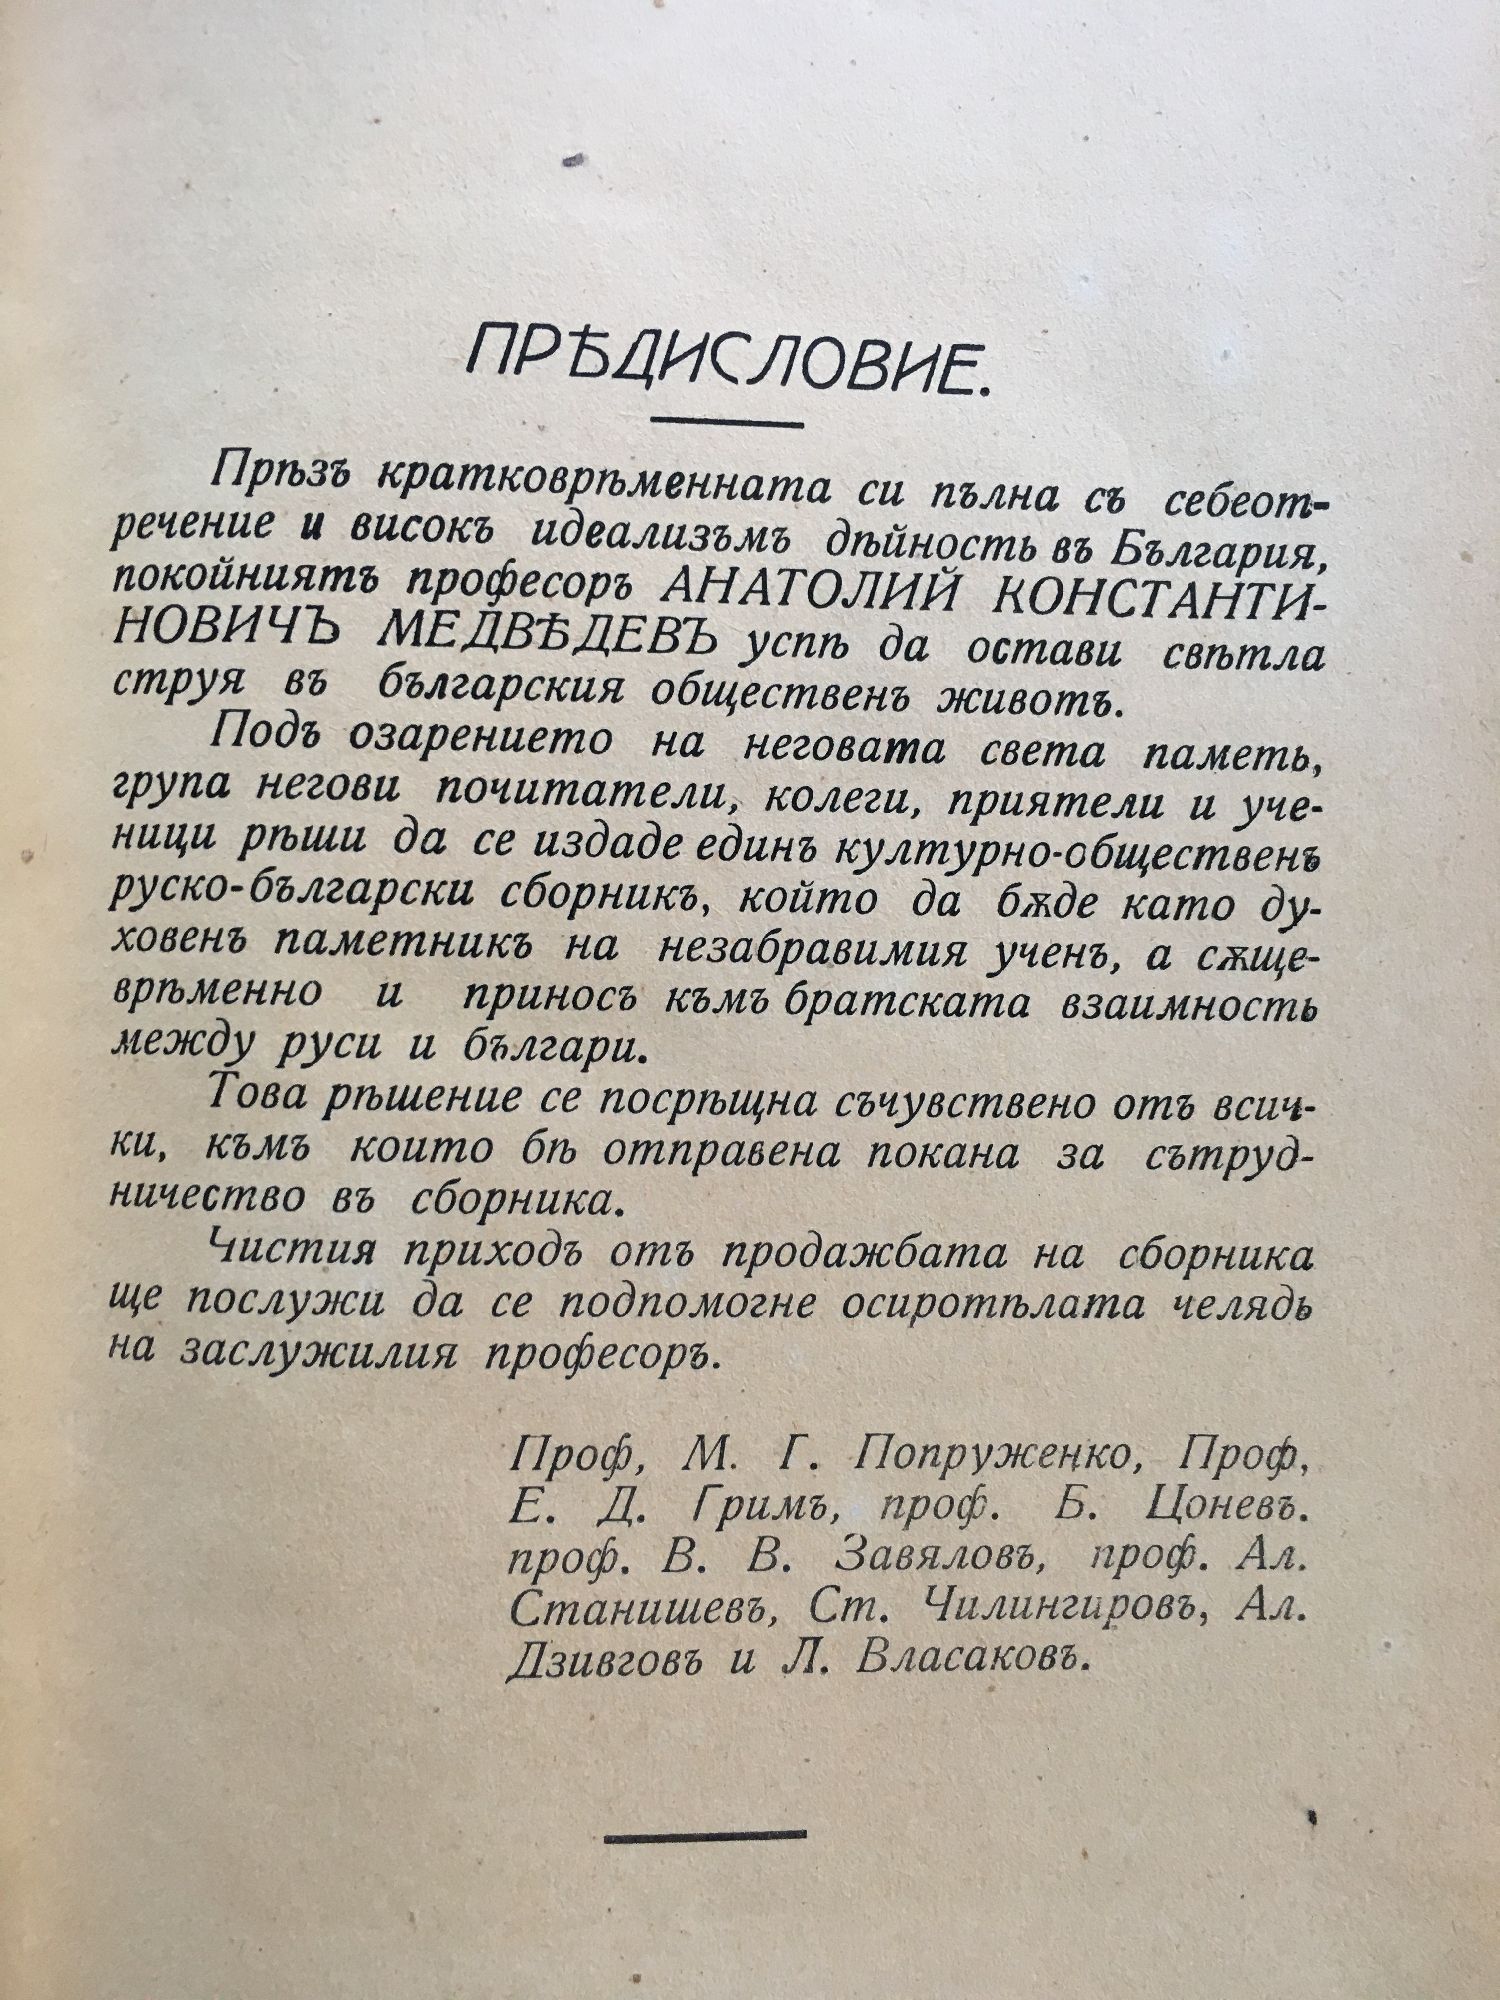 ПРѢДИСЛОВИЕ.
Прѣзъ кратковрѣменната си пълна съ себеот-
речение и високъ идеализъмъ дѣйность въ България,
покойниятъ професоръ АНАТОЛИЙ КОНСТАНТИ-
НОВИЧЪ МЕДВѢДЕВЪ успѣ да остави свѣтла
струя въ българския общественъ животъ.
Подъ озарението на неговата света паметь,
група негови почитатели, колеги, приятели и уче-
ници рѣши да се издаде единъ културно-общественъ
руско-български сборникъ, който да бѫде като ду-
ховенъ паметникъ на незабравимия ученъ, а сѫще-
врѣменно и приносъ към​ъ братската взаимность
между руси и българи.
Това рѣшение се посрѣщна съчувствено отъ всич-
ки, към​ъ които бѣ отправена покана за сътруд-
ничество въ сборника.
Чистия приходъ отъ продажбата на сборника
ще послужи да се подпомогне осиротѣлата челядь
на заслужилия професоръ.
Проф, М. Г. Попруженко, Проф,
Е. Д. Гримъ, проф. Б. Цоневъ.
проф. В. В. Завяловъ, проф. Ал.
Станишевъ, Ст. Чилингировъ, Ал.
Дзивговъ и Л. Власаковъ.